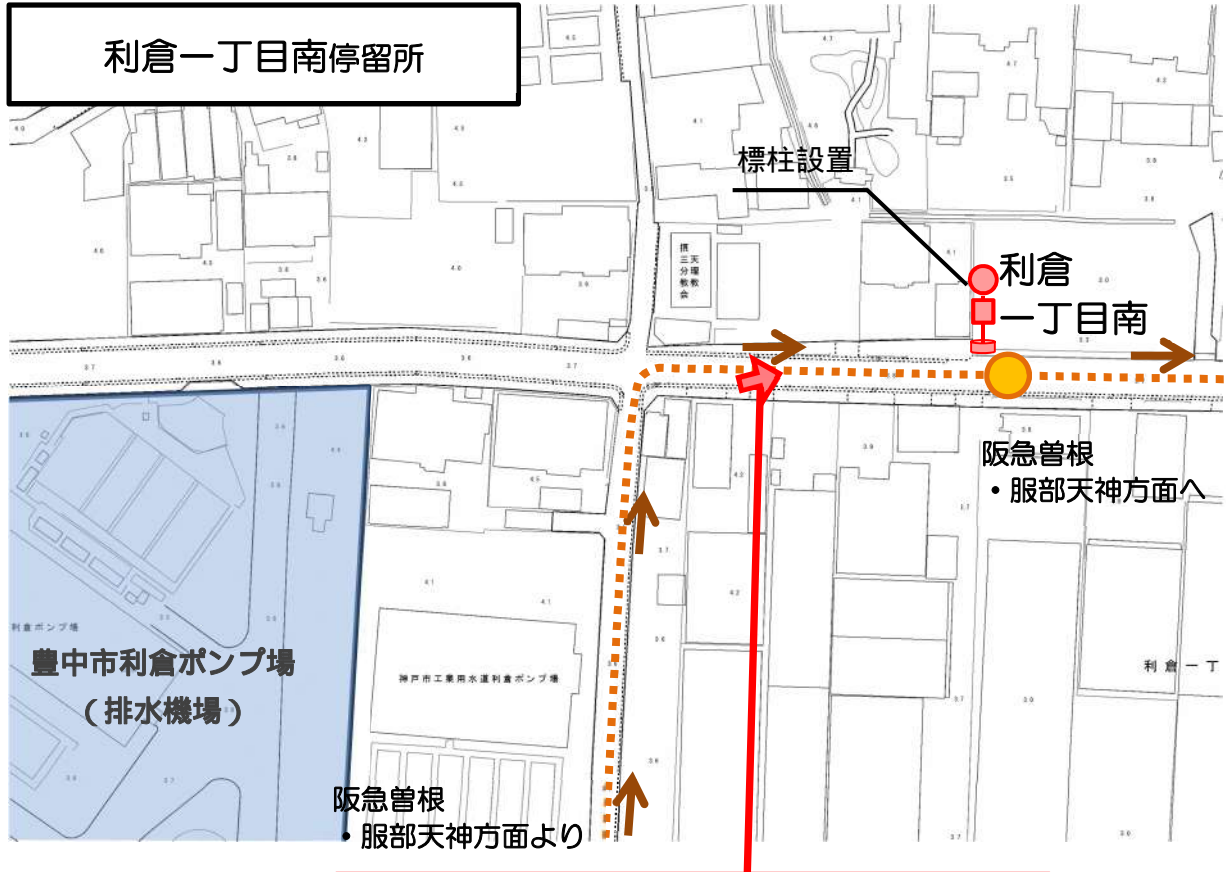 利倉一丁目南停留所
標柱設置
天理教
摂三分教会
利倉
一丁目南
阪急曽根
・服部天神方面へ
利倉ポンプ場
豊中市利倉ポンプ場
（排水機場）
神戸市工業用水道利倉ポンプ場
利倉一丁
阪急曽根
・服部天神方面より